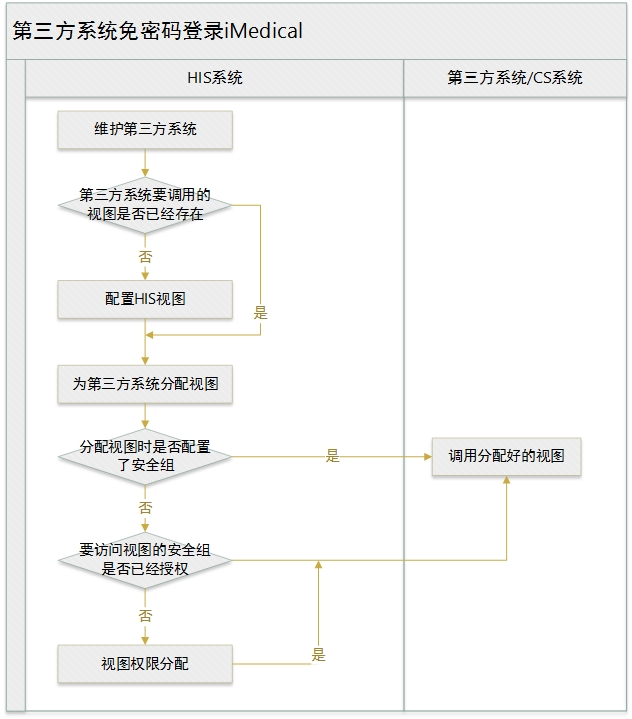 第三方系统免密码登录iMedical
HIS系统
第三方系统/CS系统
维护第三方系统
第三方系统要调用的
视图是否已经存在
否
配置HIS视图
是
为第三方系统分配视图
分配视图时是否配置
了安全组
是
调用分配好的视图
否
要访问视图的安全组
是否已经授权
否
视图权限分配
是